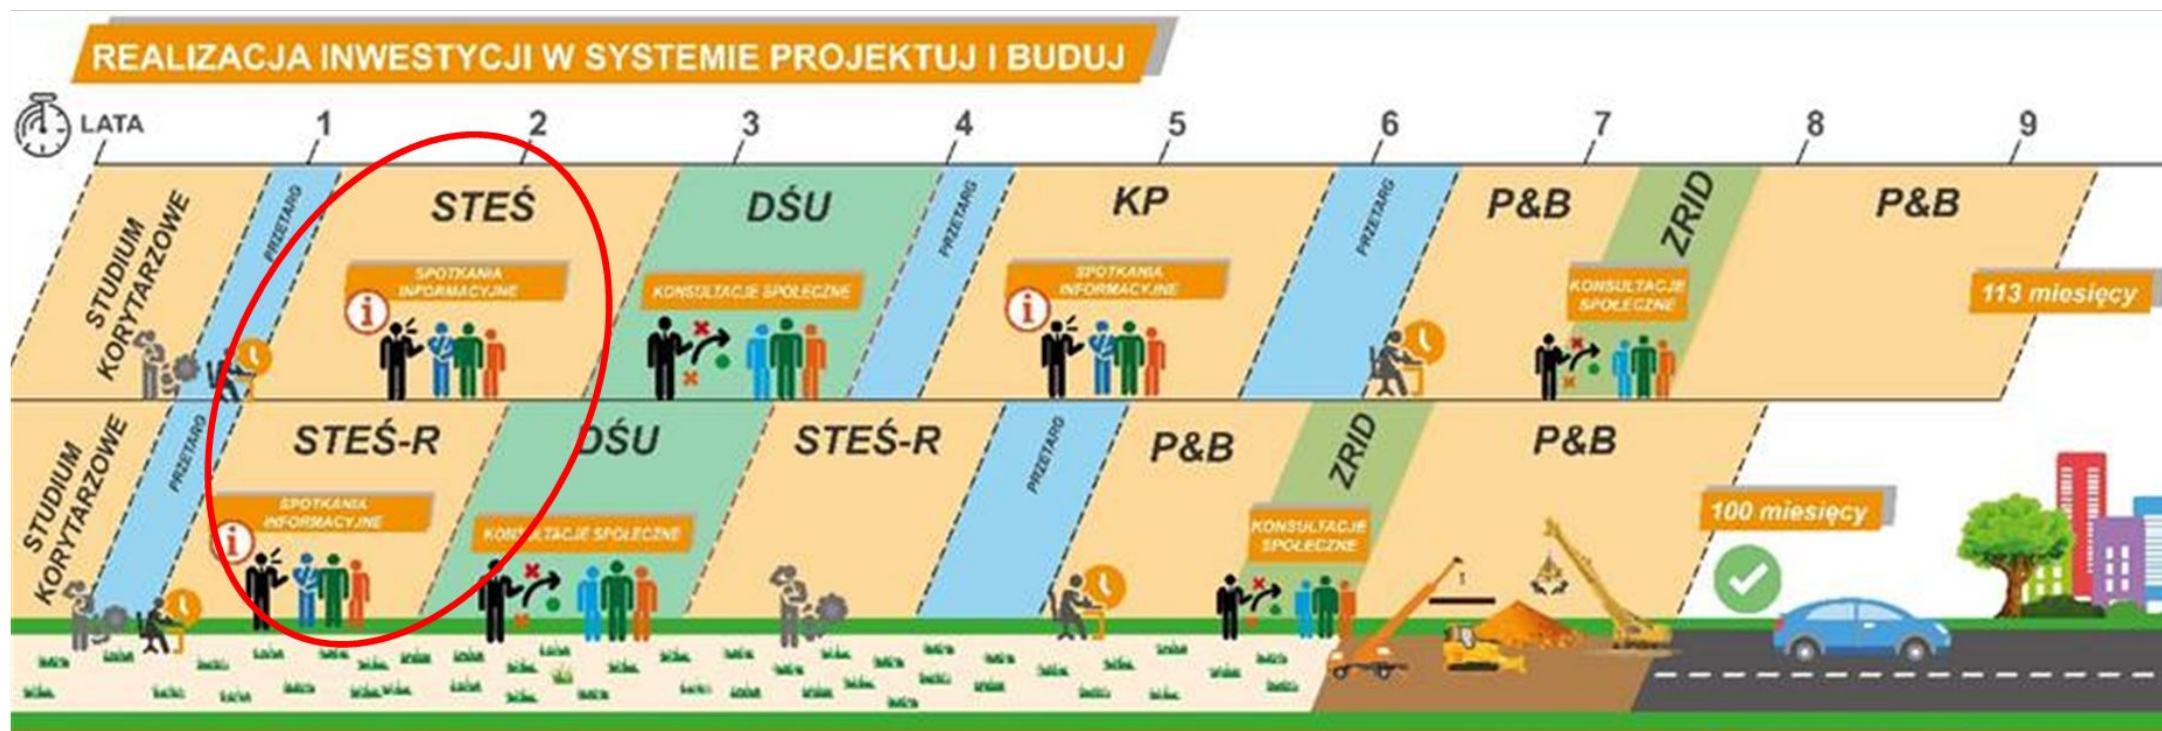 REALIZACJA INWESTYCJI W SYSTEMIE PROJEKTUJ I BUDUJ
LATA 1 2 3 4 5 6 7 8 9
STUDIUM
KORYTARZOWE
PRZETARG
STEŚ
SPOTKANIA
INFORMACYJNE
i
DŚU
KONSULTACJE SPOŁECZNE
PRZETARG
KP
SPOTKANIA
INFORMACYJNE
i
PRZETARG
P&B
KONSULTACJE
SPOŁECZNE
ZRID
P&B
113 miesięcy
STUDIUM
KORYTARZOWE
PRZETARG
STEŚ-R
SPOTKANIA
INFORMACYJNE
i
DŚU
KONSULTACJE SPOŁECZNE
STEŚ-R
PRZETARG
P&B
KONSULTACJE
SPOŁECZNE
ZRID
P&B
100 miesięcy